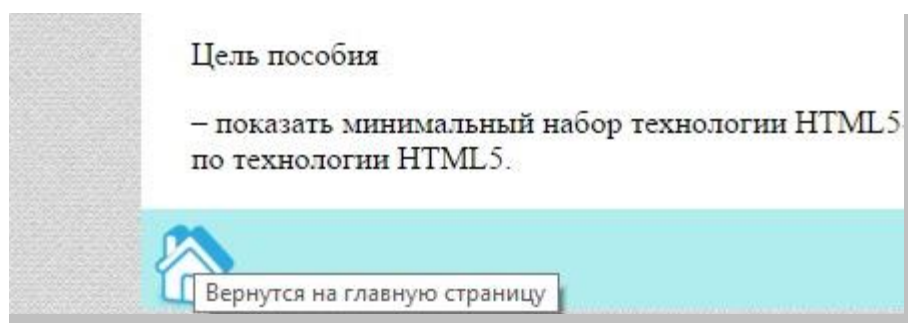 Цель пособия
– показать минимальный набор технологии HTML5
по технологии HTML5.
Вернутся на главную страницу